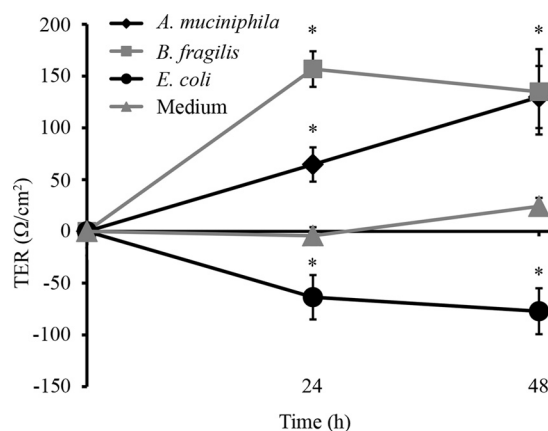 A. muciniphila
B. fragilis
E. coli
Medium
TER (Ω/cm²)
200
150
100
50
0
-50
-100
-150
*
*
*
*
*
24
48
Time (h)